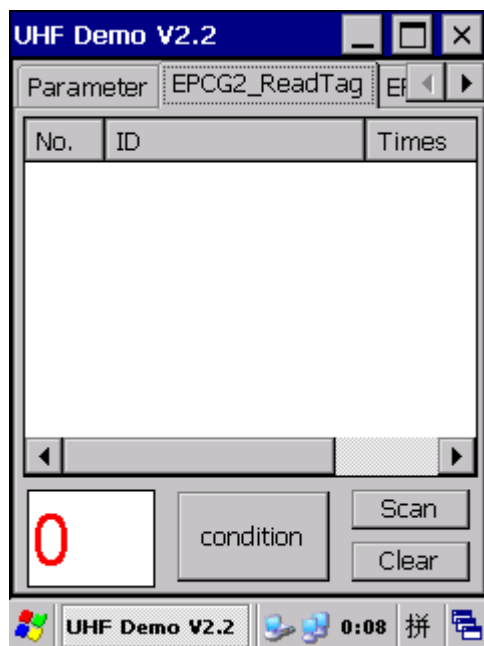 UHF Demo V2.2
Parameter EPCG2_ReadTag
No. ID Times
0 condition Scan
Clear
UHF Demo V2.2 0:08 拼